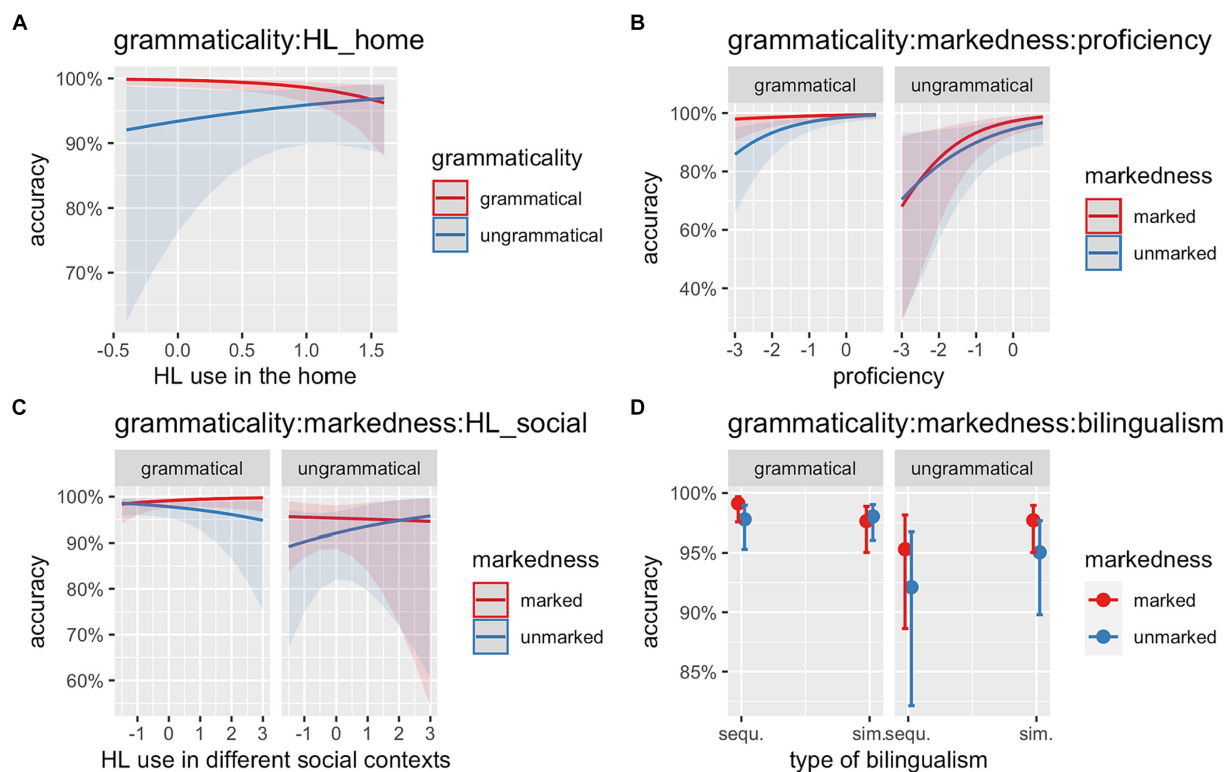 A
grammaticality:HL_home
100%
90%
80%
70%
accuracy
-0.5 0.0 0.5 1.0 1.5
HL use in the home
grammaticality
grammatical
ungrammatical
B
grammaticality:markedness:proficiency
grammatical ungrammatical
100%
80%
60%
40%
accuracy
-3 -2 -1 0 -3 -2 -1 0
proficiency
markedness
marked
unmarked
C
grammaticality:markedness:HL_social
grammatical ungrammatical
100%
90%
80%
70%
60%
accuracy
-1 0 1 2 3 -1 0 1 2 3
HL use in different social contexts
markedness
marked
unmarked
D
grammaticality:markedness:bilingualism
grammatical ungrammatical
100%
95%
90%
85%
accuracy
sequ. sim. sequ. sim.
type of bilingualism
markedness
marked
unmarked